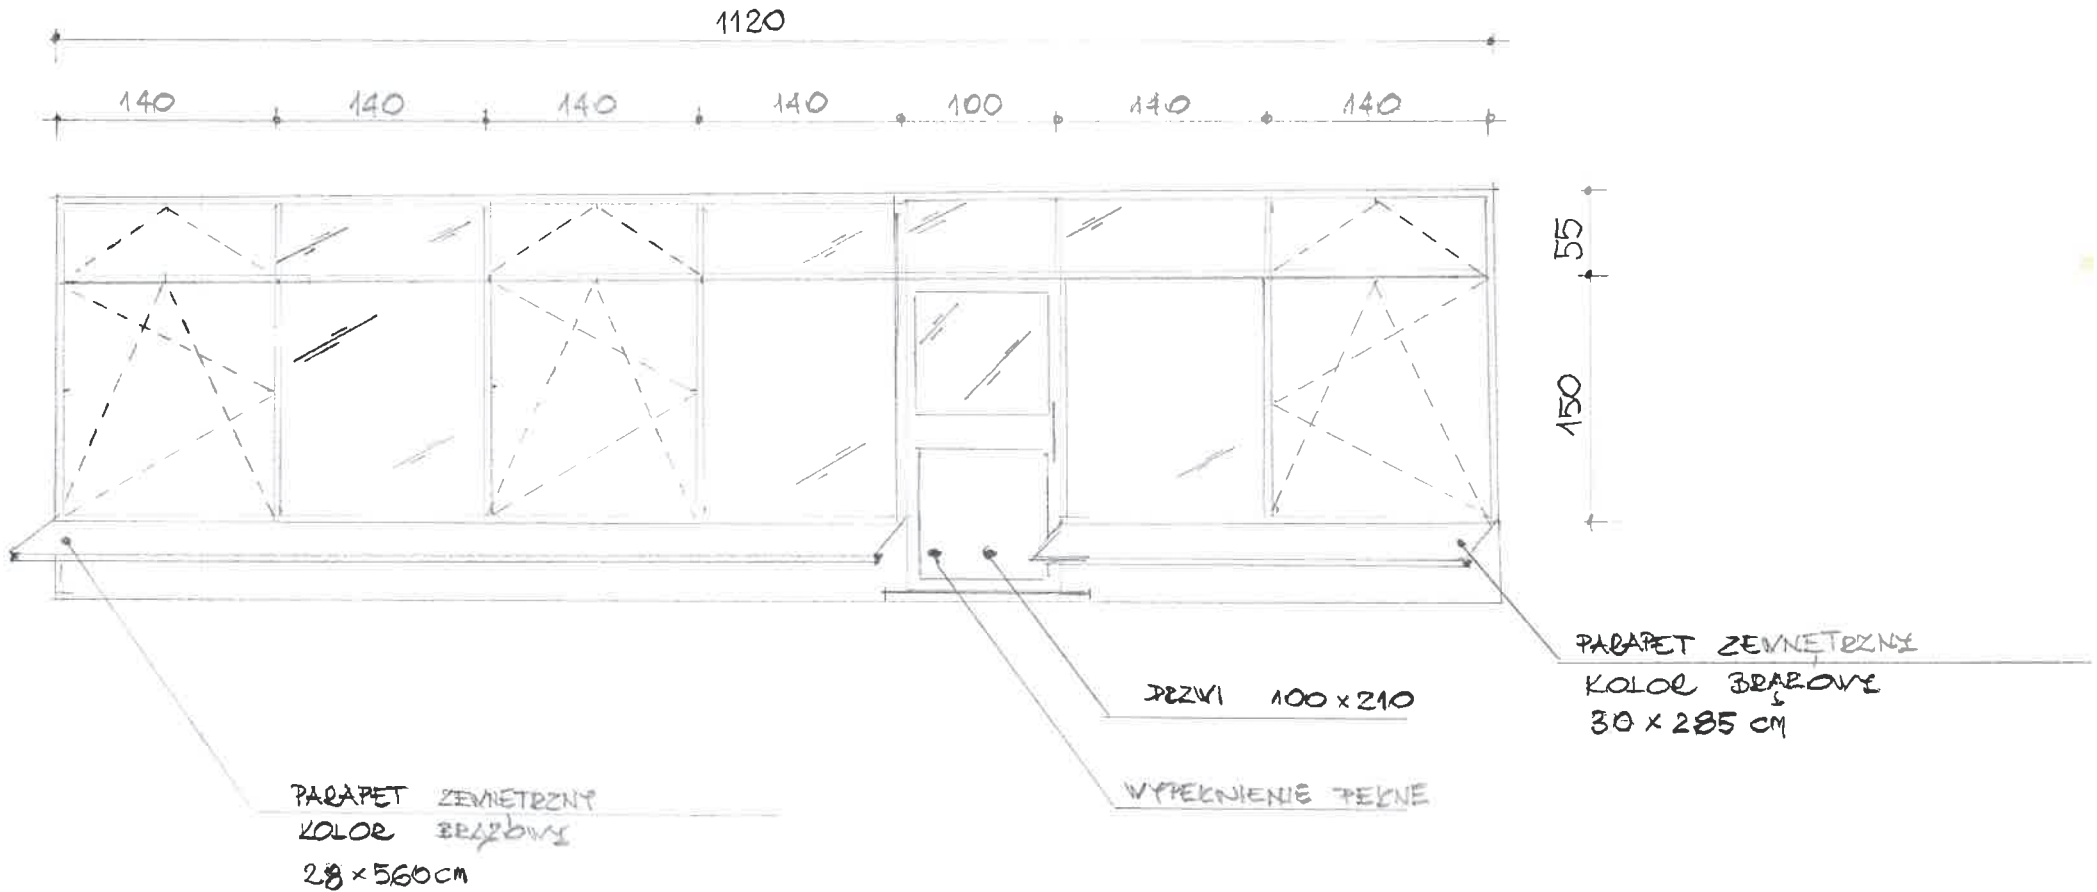 1120
140 140 140 140 100 140 140
55
150
PARAPET ZEWNĘTRZNY
KOLOR BRĄZOWY
30 x 285 cm
DRZWI 100 x 210
WYPEŁNIENIE PEŁNE
PARAPET ZEWNĘTRZNY
KOLOR BRĄZOWY
28 x 560 cm